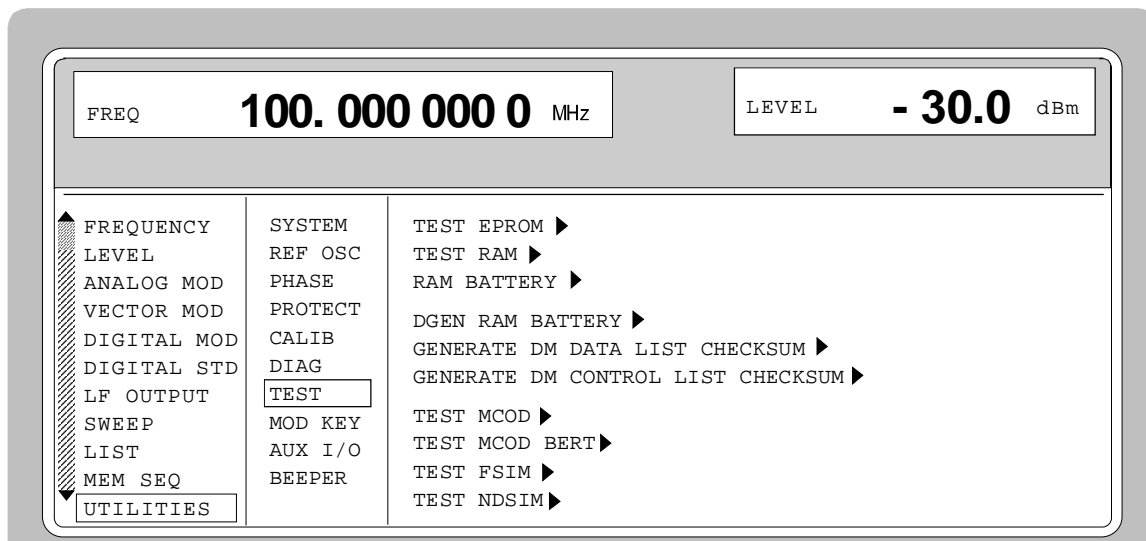 FREQ 100. 000 000 0 MHz
LEVEL - 30.0 dBm
FREQUENCY
LEVEL
ANALOG MOD
VECTOR MOD
DIGITAL MOD
DIGITAL STD
LF OUTPUT
SWEEP
LIST
MEM SEQ
UTILITIES
SYSTEM
REF OSC
PHASE
PROTECT
CALIB
DIAG
TEST
MOD KEY
AUX I/O
BEEPER
TEST EPROM
TEST RAM
RAM BATTERY
DGEN RAM BATTERY
GENERATE DM DATA LIST CHECKSUM
GENERATE DM CONTROL LIST CHECKSUM
TEST MCOD
TEST MCOD BERT
TEST FSIM
TEST NDSIM